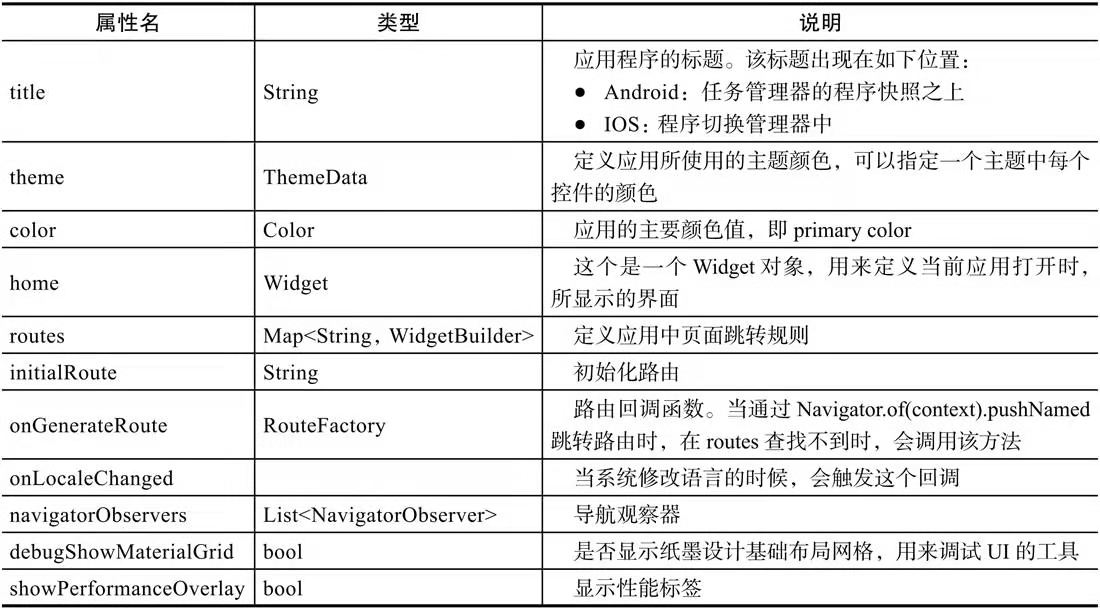 属性名 类型 说明
应用程序的标题。该标题出现在如下位置：
● Android：任务管理器的程序快照之上
title String
● IOS：程序切换管理器中
定义应用所使用的主题颜色，可以指定一个主题中每个
theme ThemeData
控件的颜色
color Color 应用的主要颜色值，即 primary color
这个是一个 Widget 对象，用来定义当前应用打开时，
home Widget
所显示的界面
routes Map<String, WidgetBuilder> 定义应用中页面跳转规则
initialRoute String 初始化路由
路由回调函数。当通过 Navigator.of(context).pushNamed
onGenerateRoute RouteFactory
跳转路由时，在 routes 查找不到时，会调用该方法
onLocaleChanged 当系统修改语言的时候，会触发这个回调
navigatorObservers List<NavigatorObserver> 导航观察器
debugShowMaterialGrid bool 是否显示纸墨设计基础布局网格，用来调试 UI 的工具
showPerformanceOverlay bool 显示性能标签